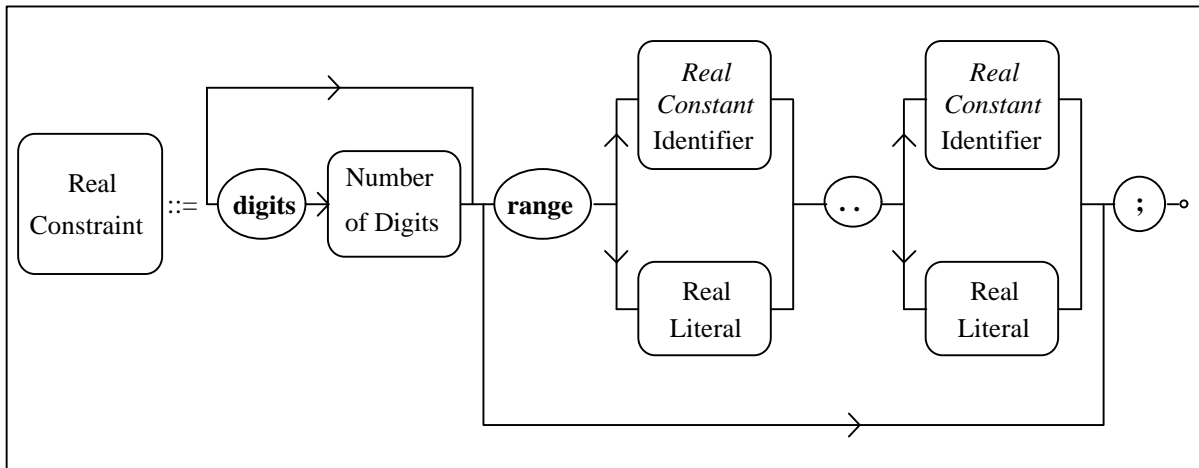 Real
Constraint
::=
digits
Number
of Digits
range
Real
Constant
Identifier
Real
Literal
. .
Real
Constant
Identifier
Real
Literal
;